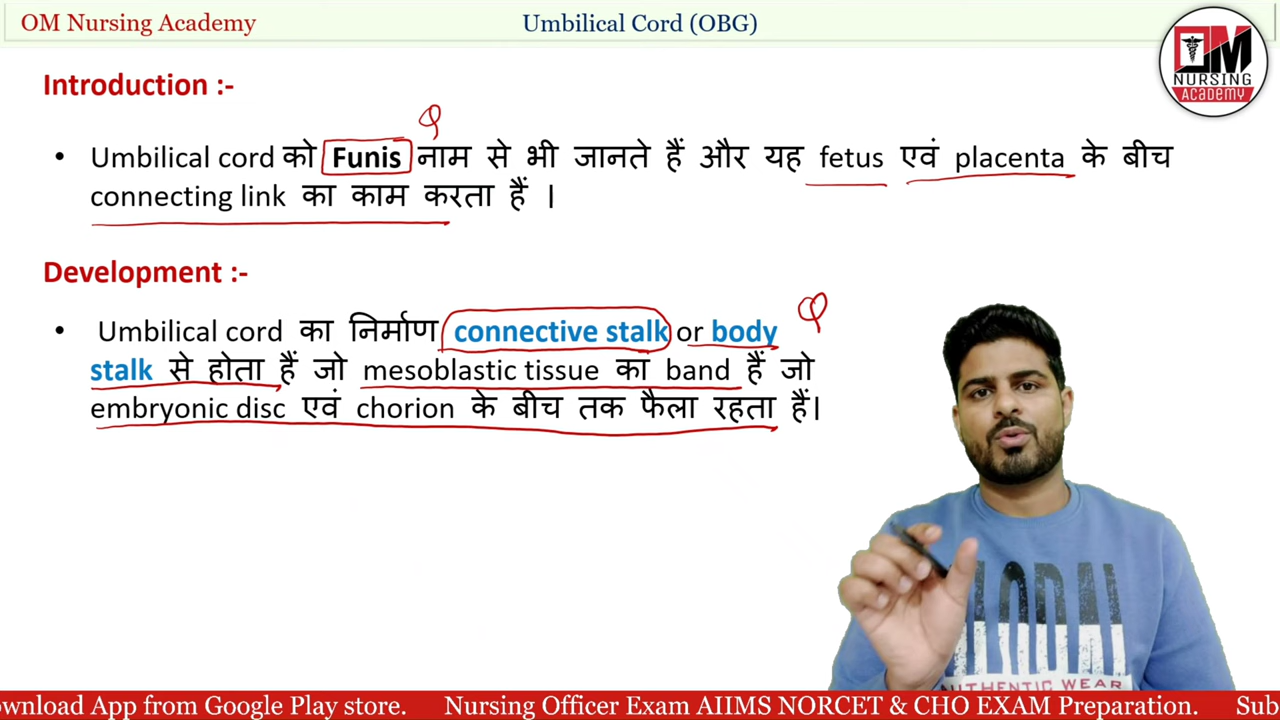 OM Nursing Academy
Umbilical Cord (OBG)
OM
NURSING
ACADEMY
Introduction :-
Q
• Umbilical cord को Funis नाम से भी जानते हैं और यह fetus एवं placenta के बीच
connecting link का काम करता हैं ।
Development :-
Q
• Umbilical cord का निर्माण connective stalk or body
stalk से होता हैं जो mesoblastic tissue का band हैं जो
embryonic disc एवं chorion के बीच तक फैला रहता हैं।
AUTHENTIC WEAR
ownload App from Google Play store. Nursing Officer Exam AIIMS NORCET & CHO EXAM Preparation. Sub